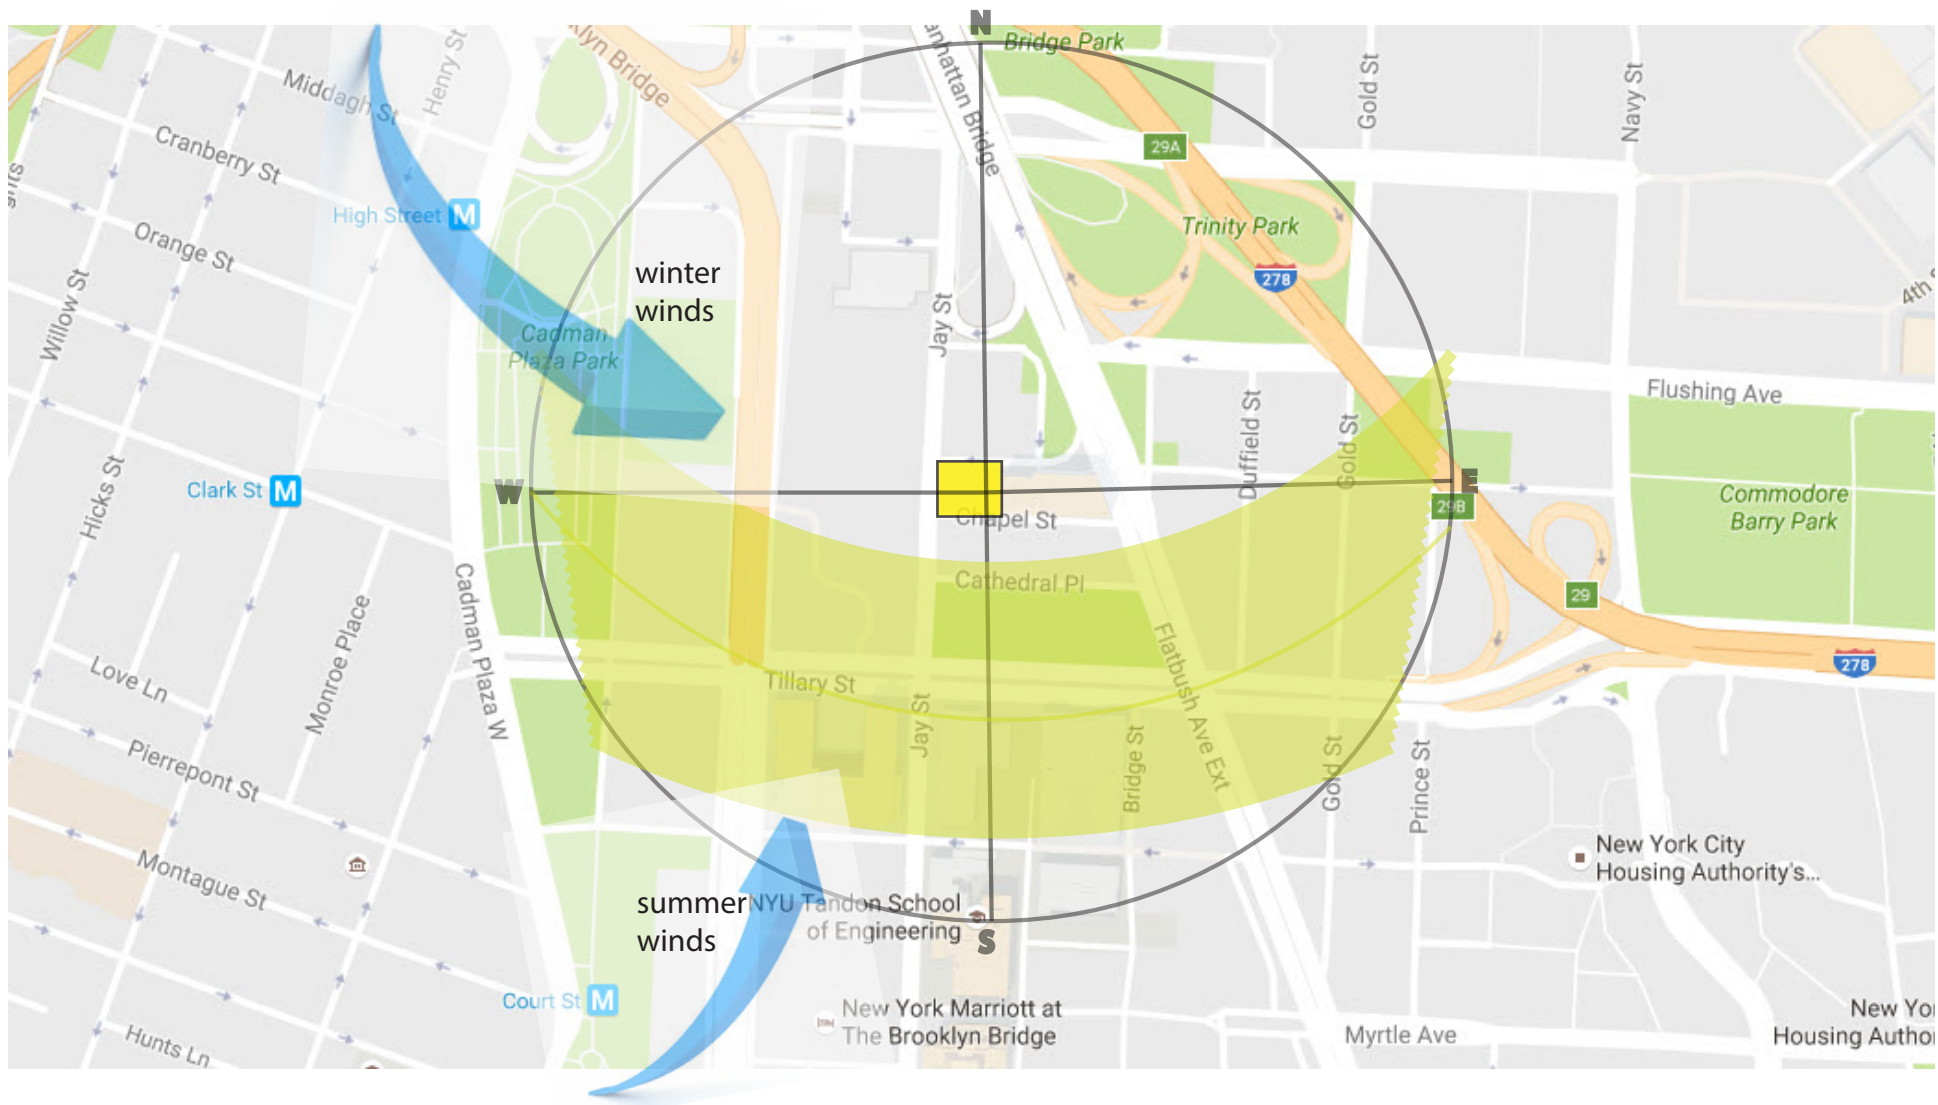 N
Bridge Park
Henry St
Middagh St
Cranberry St
Gold St
Navy St
29A
High Street M
Orange St
Trinity Park
278
winter
winds
4th
Willow St
Cadman
Plaza Park
Jay St
Manhattan Bridge
Flushing Ave
Duffield St
Gold St
Hicks St
Clark St M
W
E
29B
Commodore
Barry Park
Chapel St
Cathedral Pl
29
Cadman Plaza W
Monroe Place
Love Ln
Tillary St
Flatbush Ave Ext
278
Jay St
Bridge St
Gold St
Prince St
Pierrepont St
Montague St
New York City
Housing Authority's...
summer
winds
NYU Tandon School
of Engineering
S
Court St M
New York Marriott at
The Brooklyn Bridge
Myrtle Ave
New Yor
Housing Author
Hunts Ln